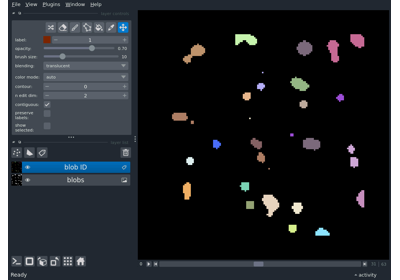 File View Plugins Window Help
label: 1
opacity: 0.70
brush size: 10
blending: translucent
color mode: auto
contour: 0
n edit dim: 2
contiguous: ✓
preserve
labels:
show
selected:
blob ID
blobs
Ready
activity